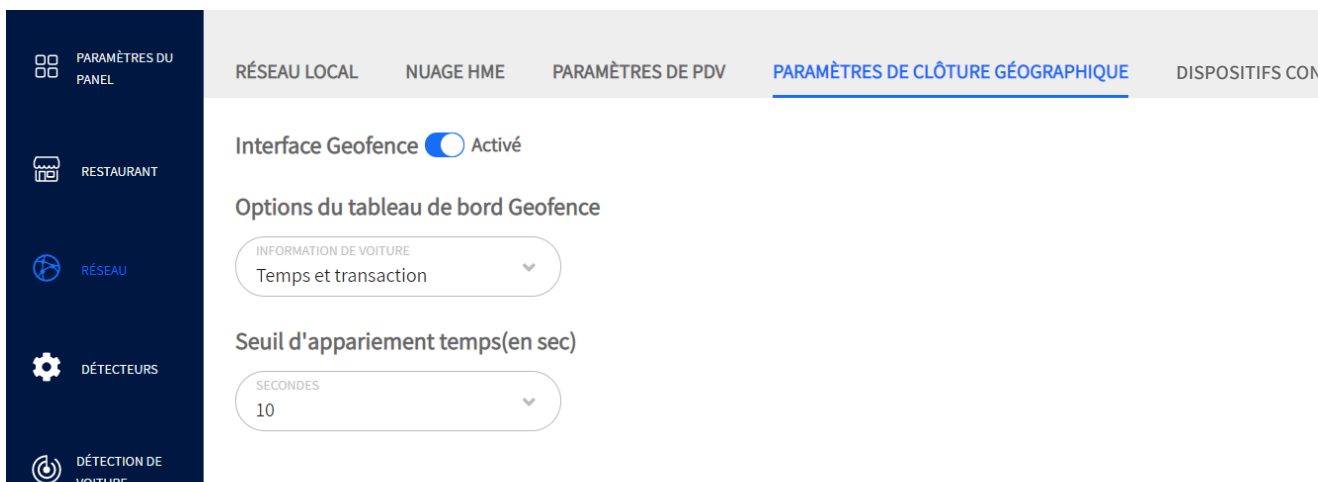 PARAMÈTRES DU
PANEL
RESTAURANT
RÉSEAU
DÉTECTEURS
DÉTECTION DE
VOITURE
RÉSEAU LOCAL NUAGE HME PARAMÈTRES DE PDV PARAMÈTRES DE CLÔTURE GÉOGRAPHIQUE DISPOSITIFS CON
Interface Geofence Activé
Options du tableau de bord Geofence
INFORMATION DE VOITURE
Temps et transaction
Seuil d'appariement temps(en sec)
SECONDES
10